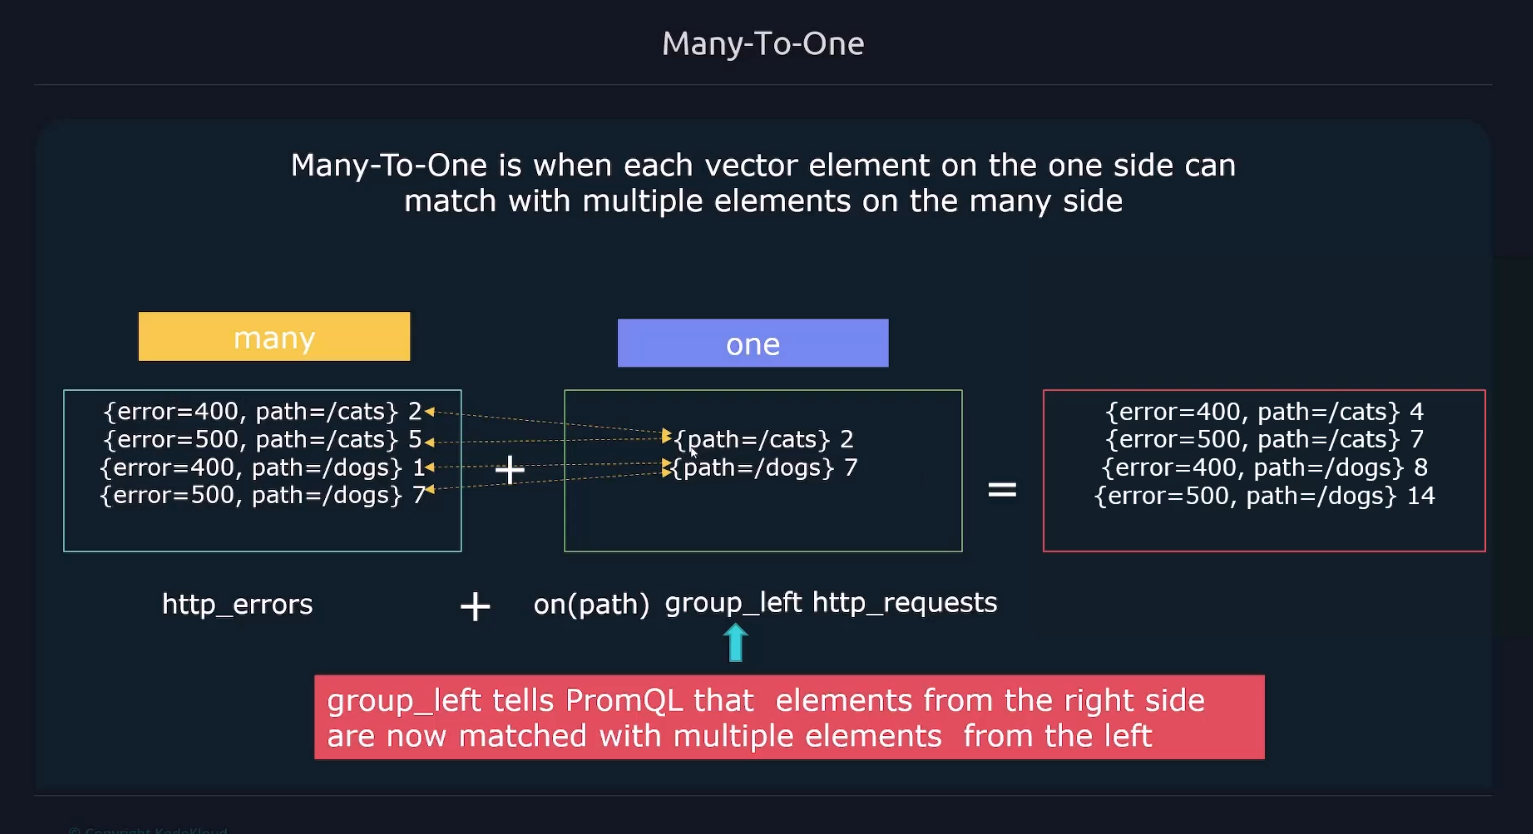 Many-To-One
Many-To-One is when each vector element on the one side can
match with multiple elements on the many side
many
one
{error=400, path=/cats} 2
{error=500, path=/cats} 5
{error=400, path=/dogs} 1
{error=500, path=/dogs} 7
+
{path=/cats} 2
{path=/dogs} 7
=
{error=400, path=/cats} 4
{error=500, path=/cats} 7
{error=400, path=/dogs} 8
{error=500, path=/dogs} 14
http_errors + on(path) group_left http_requests
group_left tells PromQL that elements from the right side
are now matched with multiple elements from the left
© Copyright KodeKloud